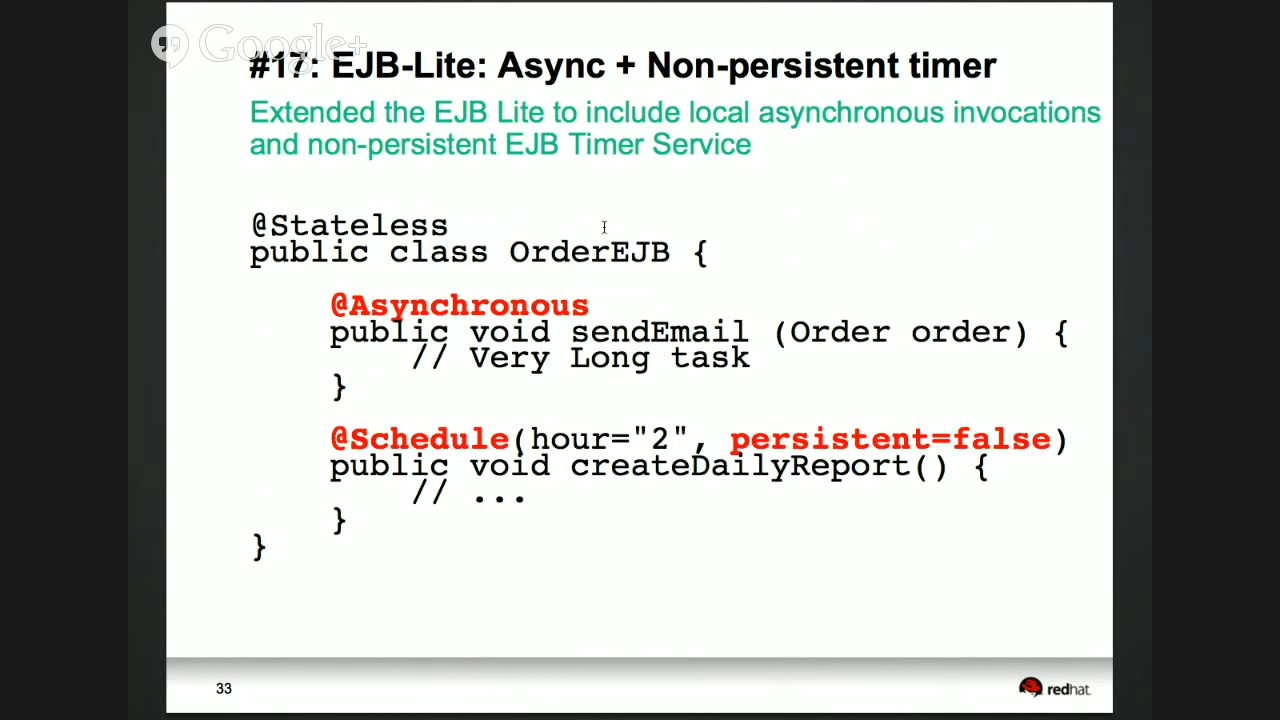 Google+
#17: EJB-Lite: Async + Non-persistent timer
Extended the EJB Lite to include local asynchronous invocations
and non-persistent EJB Timer Service
@Stateless
public class OrderEJB {
@Asynchronous
public void sendEmail (Order order) {
// Very Long task
}
@Schedule(hour="2", persistent=false)
public void createDailyReport() {
// ...
}
}
33
redhat.